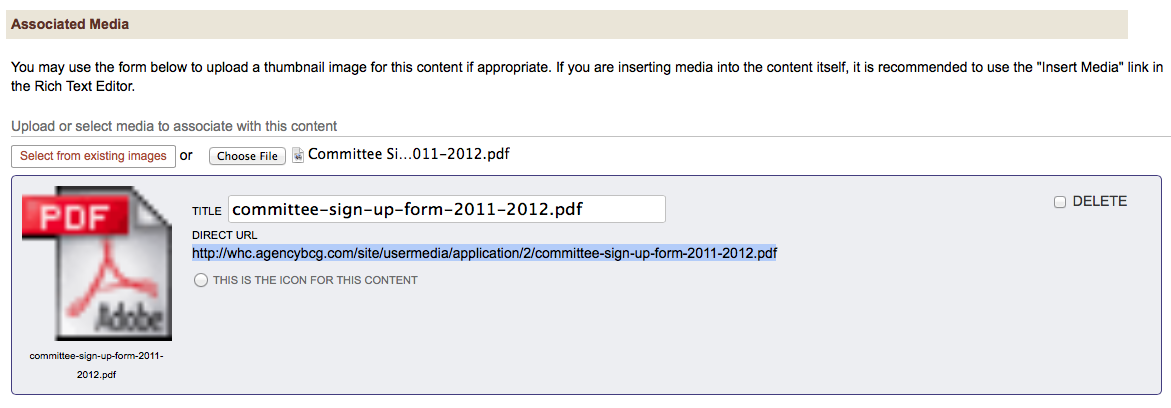 Associated Media
You may use the form below to upload a thumbnail image for this content if appropriate. If you are inserting media into the content itself, it is recommended to use the "Insert Media" link in
the Rich Text Editor.
Upload or select media to associate with this content
Select from existing images or Choose File Committee Si...011-2012.pdf
PDF
Adobe
committee-sign-up-form-2011-
2012.pdf
TITLE committee-sign-up-form-2011-2012.pdf
DELETE
DIRECT URL
http://whc.agencybcg.com/site/usermedia/application/2/committee-sign-up-form-2011-2012.pdf
THIS IS THE ICON FOR THIS CONTENT